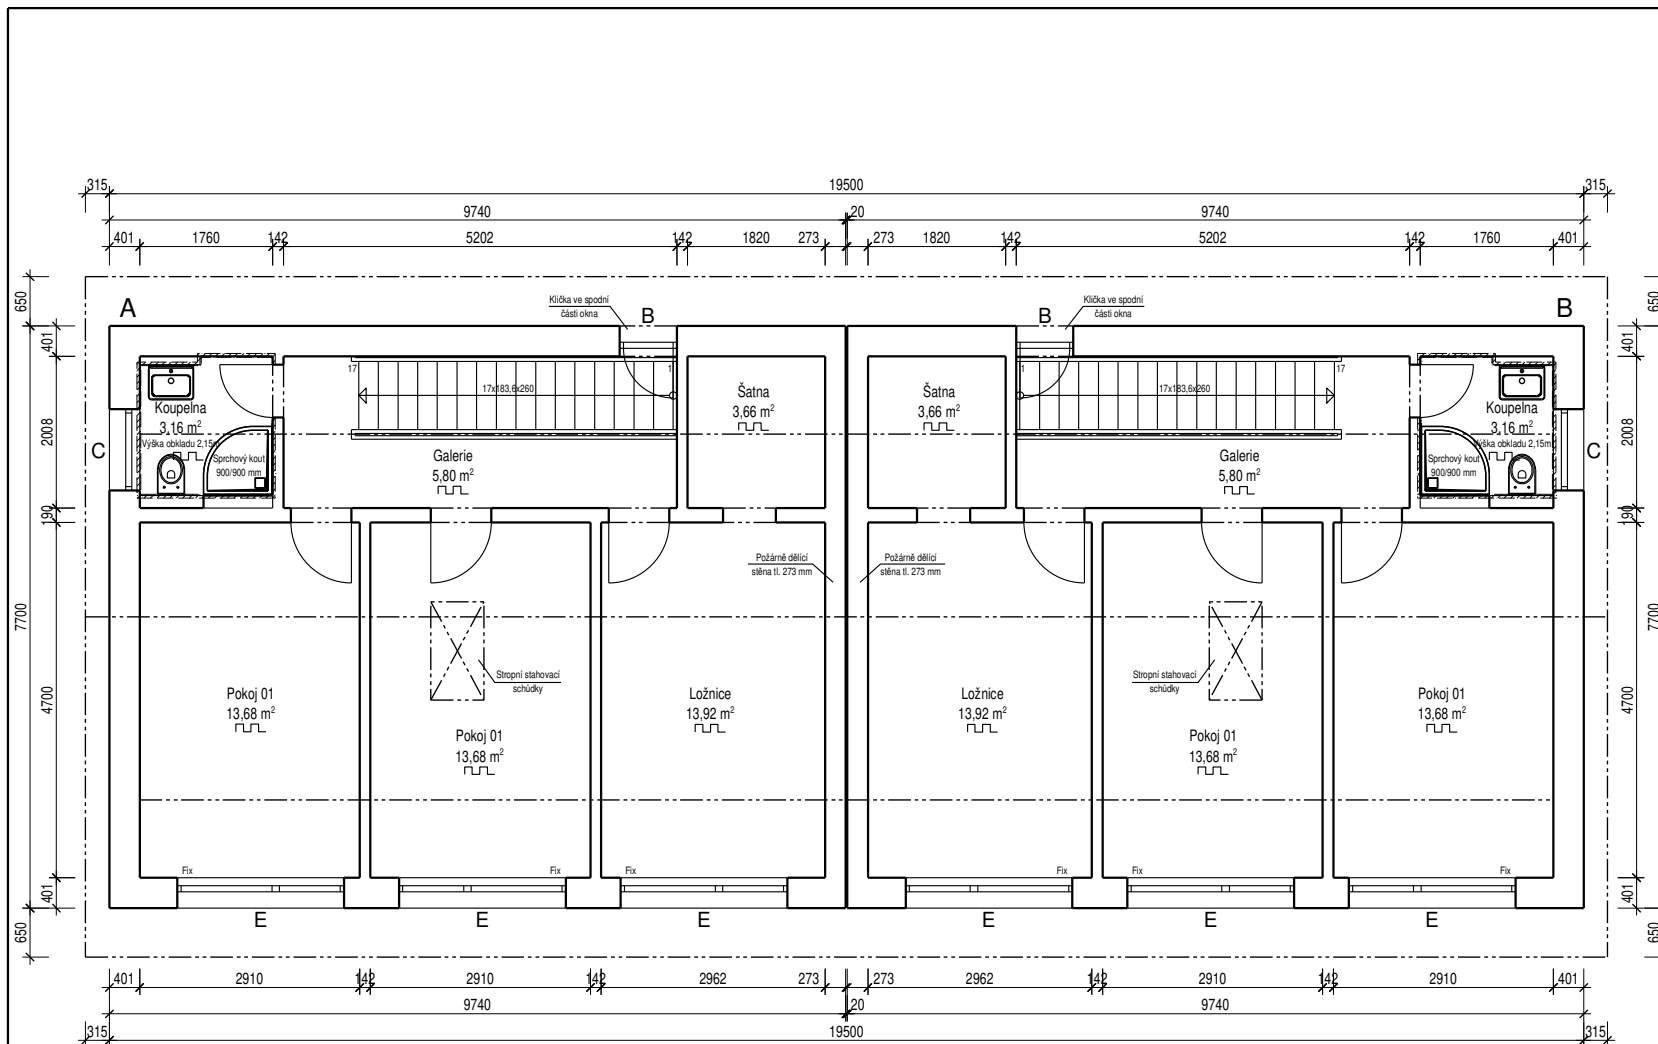 315 19500 315
9740 20 9740
401 1760 142 5202 142 1820 273 273 1820 142 5202 142 1760 401
650 650
A Klička ve spodní
části okna B B Klička ve spodní
části okna B
401 401
17 17x183,6x260 1 1 17x183,6x260 17
Koupelna
3,16 m²
Výška obkladu 2,15m
Sprchový kout
900/900 mm
Galerie
5,80 m²
Šatna
3,66 m²
Šatna
3,66 m²
Galerie
5,80 m²
Koupelna
3,16 m²
Výška obkladu 2,15m
Sprchový kout
900/900 mm
2008 C C 2008
190 190
Požárně dělící
stěna tl. 273 mm
Požárně dělící
stěna tl. 273 mm
7700 7700
4700 4700
Stropní stahovací
schůdky
Stropní stahovací
schůdky
Pokoj 01
13,68 m²
Pokoj 01
13,68 m²
Ložnice
13,92 m²
Ložnice
13,92 m²
Pokoj 01
13,68 m²
Pokoj 01
13,68 m²
Fix Fix Fix Fix Fix Fix
401 401
E E E E E E
650 650
401 2910 142 2910 142 2962 273 273 2962 142 2910 142 2910 401
9740 20 9740
315 19500 315